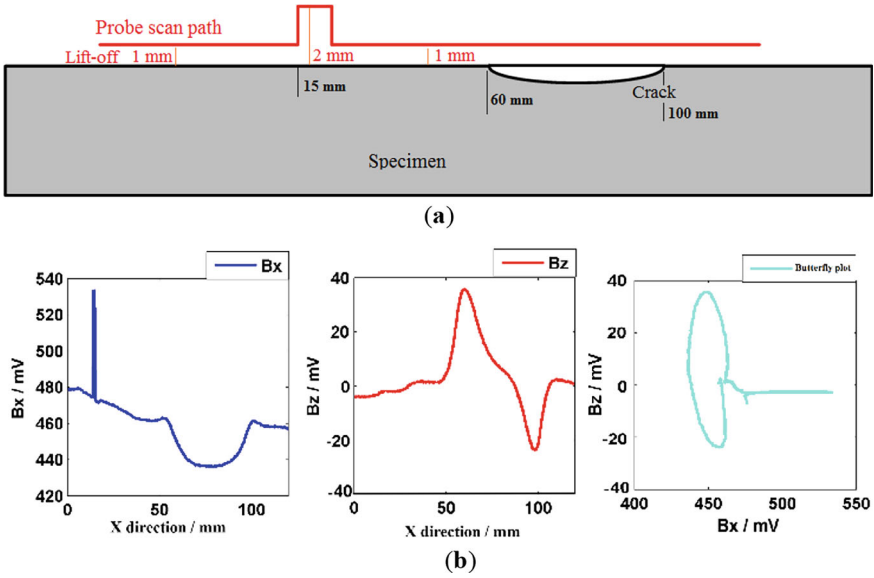 Probe scan path
Lift-off 1 mm 2 mm 1 mm
15 mm
60 mm
Crack
100 mm
Specimen
(a)
Bx
540
520
500
480
460
440
420
0 50 100
Bx / mV
X direction / mm
Bz
40
20
0
-20
-40
0 50 100
Bz / mV
X direction / mm
Butterfly plot
40
20
0
-20
-40
400 450 500 550
Bz / mV
Bx / mV
(b)